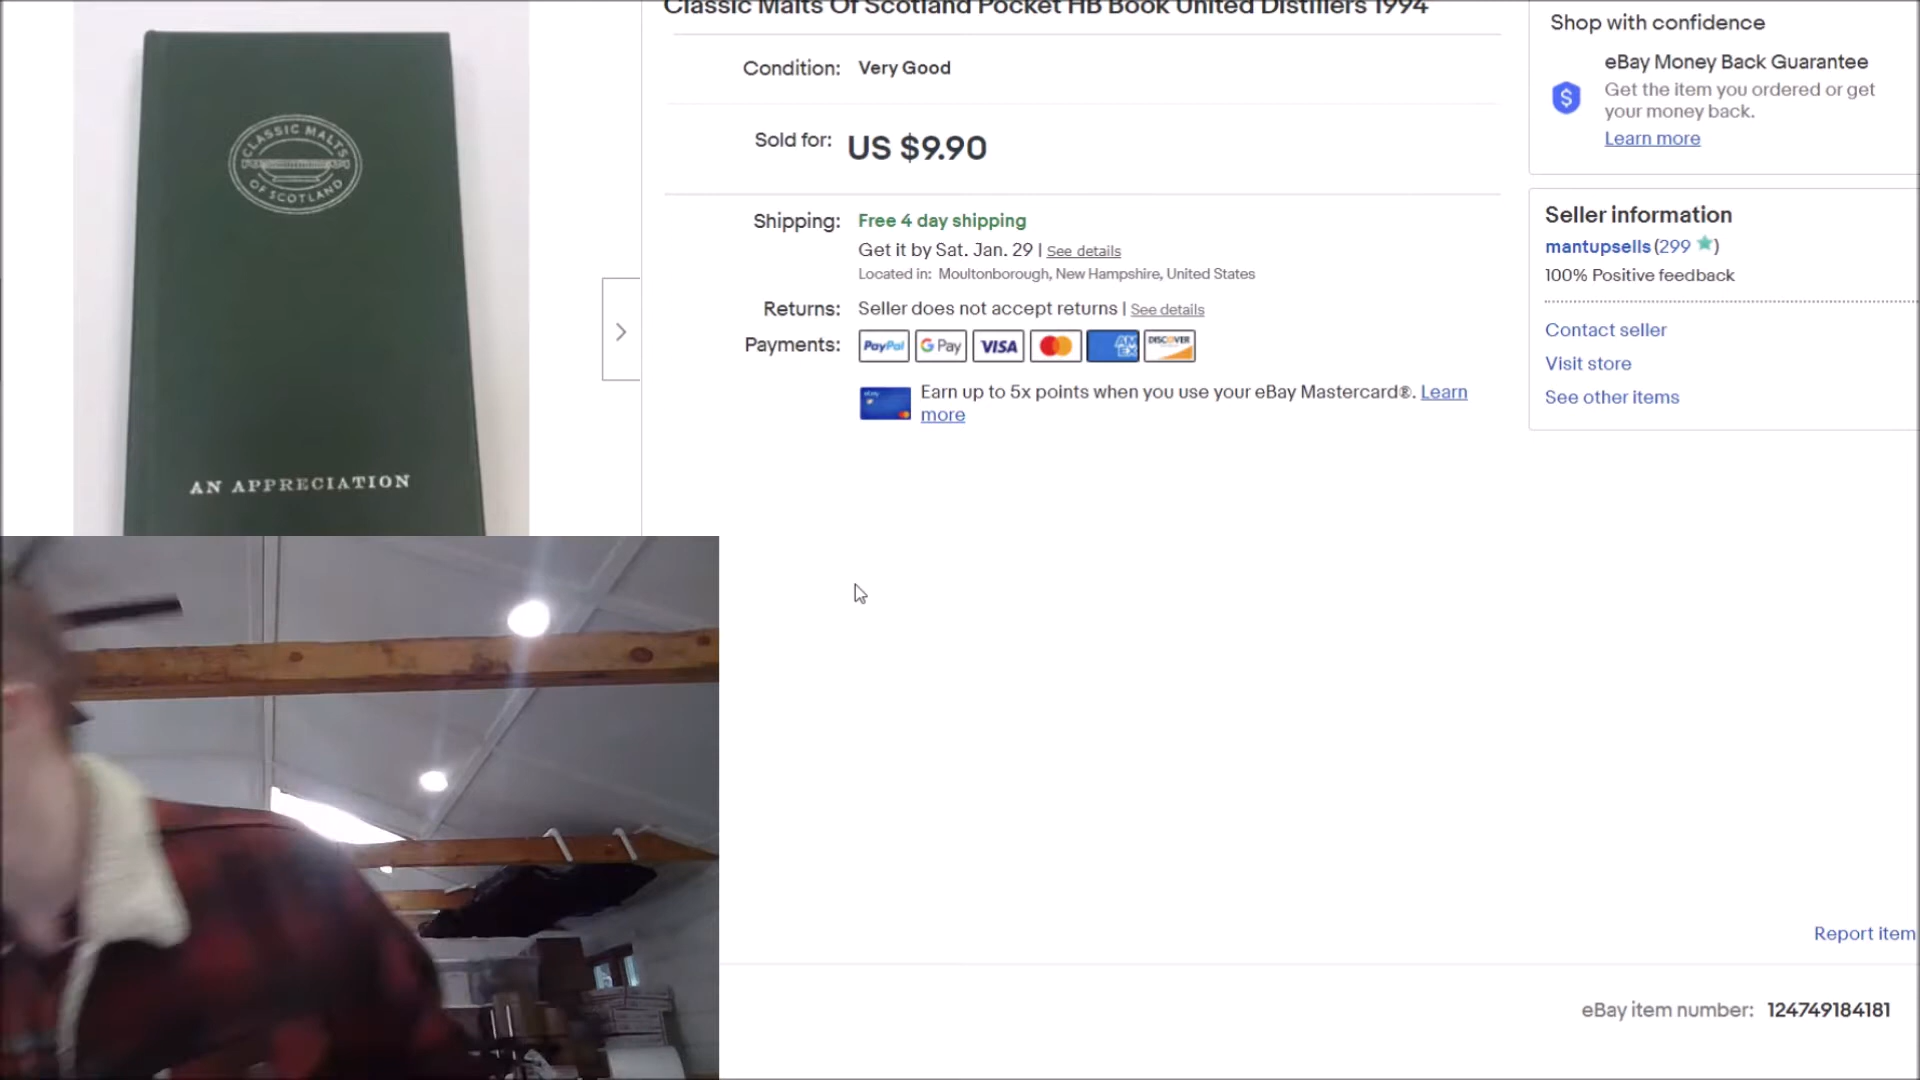 Classic Malts Of Scotland Pocket HB Book United Distillers 1994
CLASSIC MALTS
OF SCOTLAND
AN APPRECIATION
Condition: Very Good
Sold for: US $9.90
Shipping: Free 4 day shipping
Get it by Sat. Jan. 29 | See details
Located in: Moultonborough, New Hampshire, United States
Returns: Seller does not accept returns | See details
Payments: PayPal G Pay VISA AM EX DISCOVER
Earn up to 5x points when you use your eBay Mastercard®. Learn
more
Shop with confidence
eBay Money Back Guarantee
$
Get the item you ordered or get
your money back.
Learn more
Seller information
mantupsells (299 )
100% Positive feedback
Contact seller
Visit store
See other items
Report item
eBay item number: 124749184181